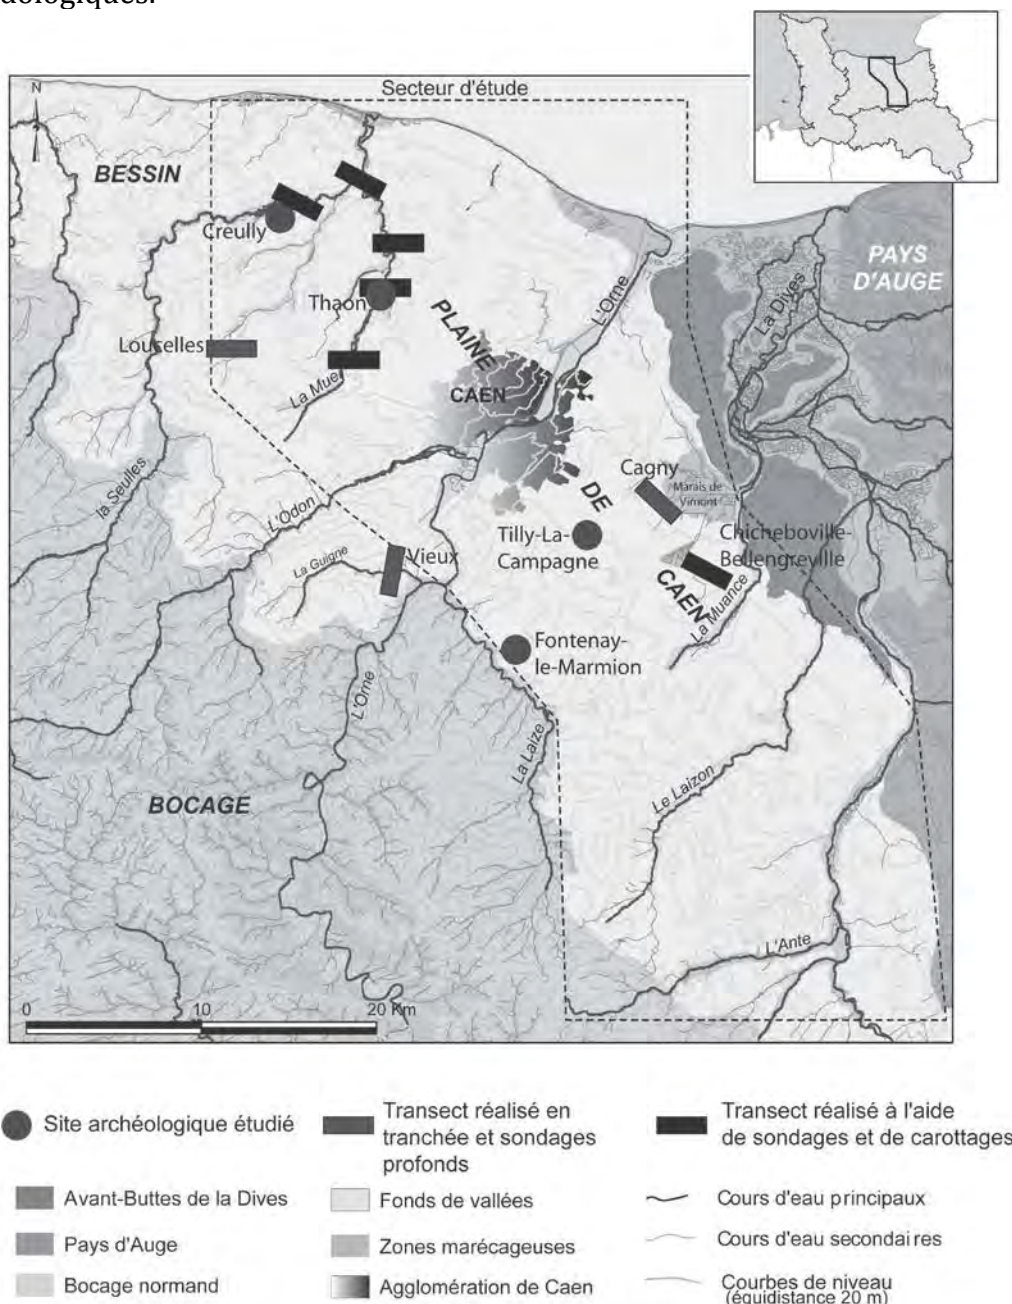 dologiques.
Secteur d'étude
N
BESSIN
Creully
PAYS
D'AUGE
La Dives
L'Orne
Thaon
PLAINE
Louselles
La Mue
CAEN
Cagny
Marais de
Vimont
DE
la Seulles
L'Odon
Tilly-La-
Campagne
Chicheboville-
Bellengreville
La Guigne
Vieux
CAEN
La Muance
Fontenay-
le-Marmion
L'Orne
La Laize
Le Laizon
BOCAGE
L'Ante
0 10 20 Km
Site archéologique étudié
Transect réalisé en
tranchée et sondages
profonds
Transect réalisé à l'aide
de sondages et de carottages
Avant-Buttes de la Dives
Fonds de vallées
Cours d'eau principaux
Pays d'Auge
Zones marécageuses
Cours d'eau secondaires
Bocage normand
Agglomération de Caen
Courbes de niveau
(équidistance 20 m)